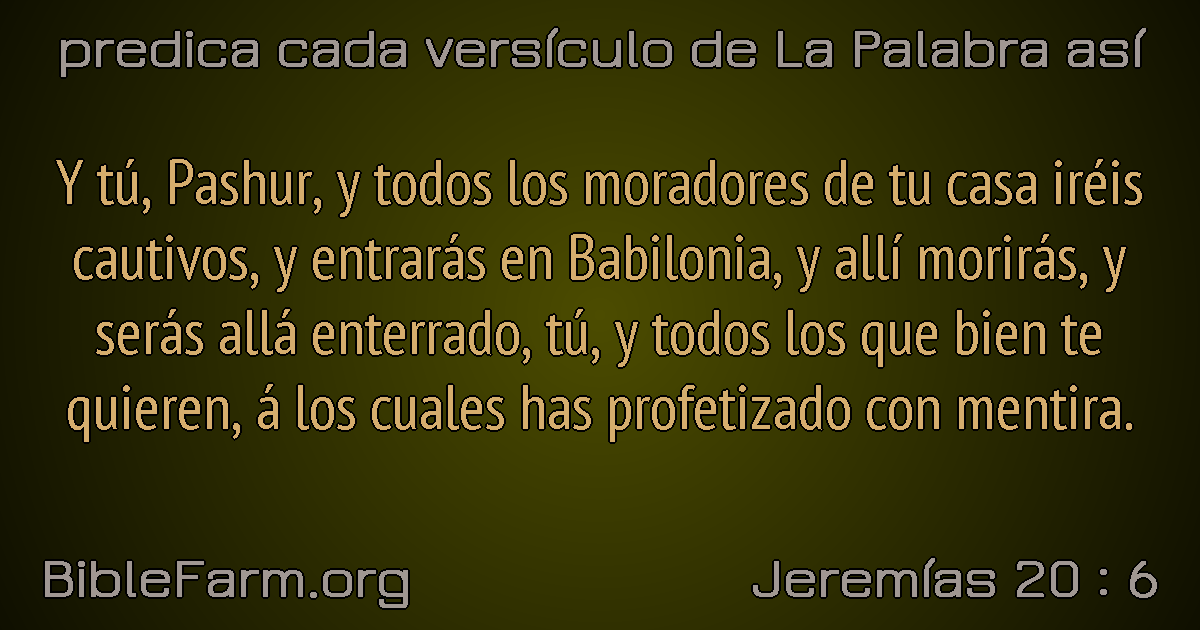 predica cada versículo de La Palabra así
Y tú, Pashur, y todos los moradores de tu casa iréis
cautivos, y entrarás en Babilonia, y allí morirás, y
serás allá enterrado, tú, y todos los que bien te
quieren, á los cuales has profetizado con mentira.
BibleFarm.org
Jeremías 20 : 6